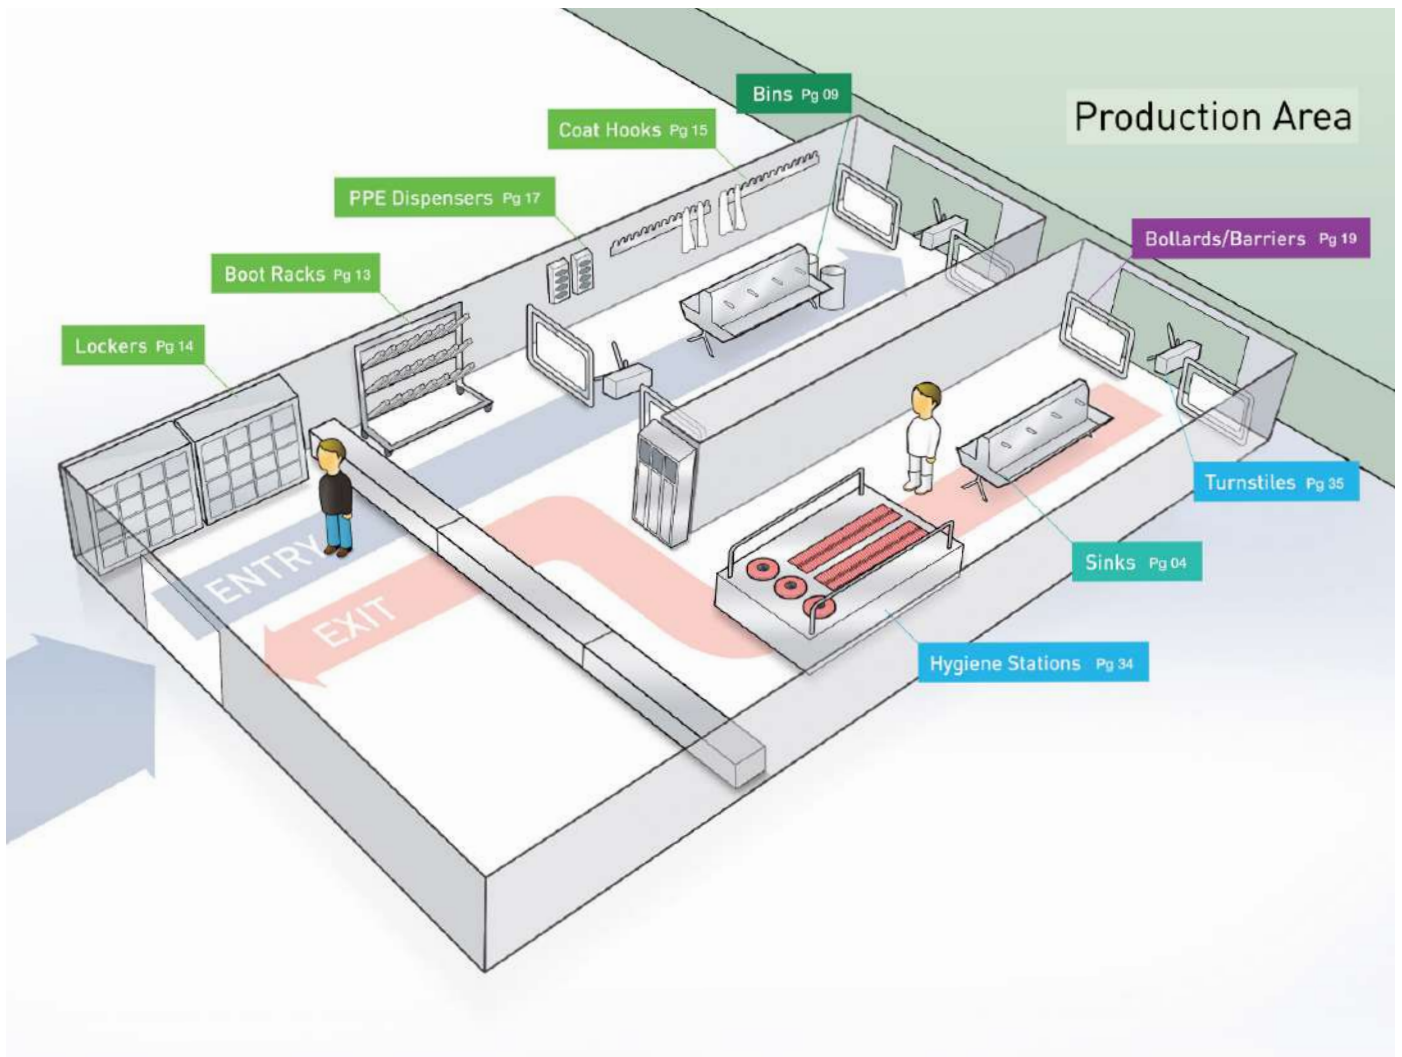 Bins Pg 09
Production Area
Coat Hooks Pg 15
PPE Dispensers Pg 17
Bollards/Barriers Pg 19
Boot Racks Pg 13
Lockers Pg 14
Turnstiles Pg 35
ENTRY
Sinks Pg 04
EXIT
Hygiene Stations Pg 34